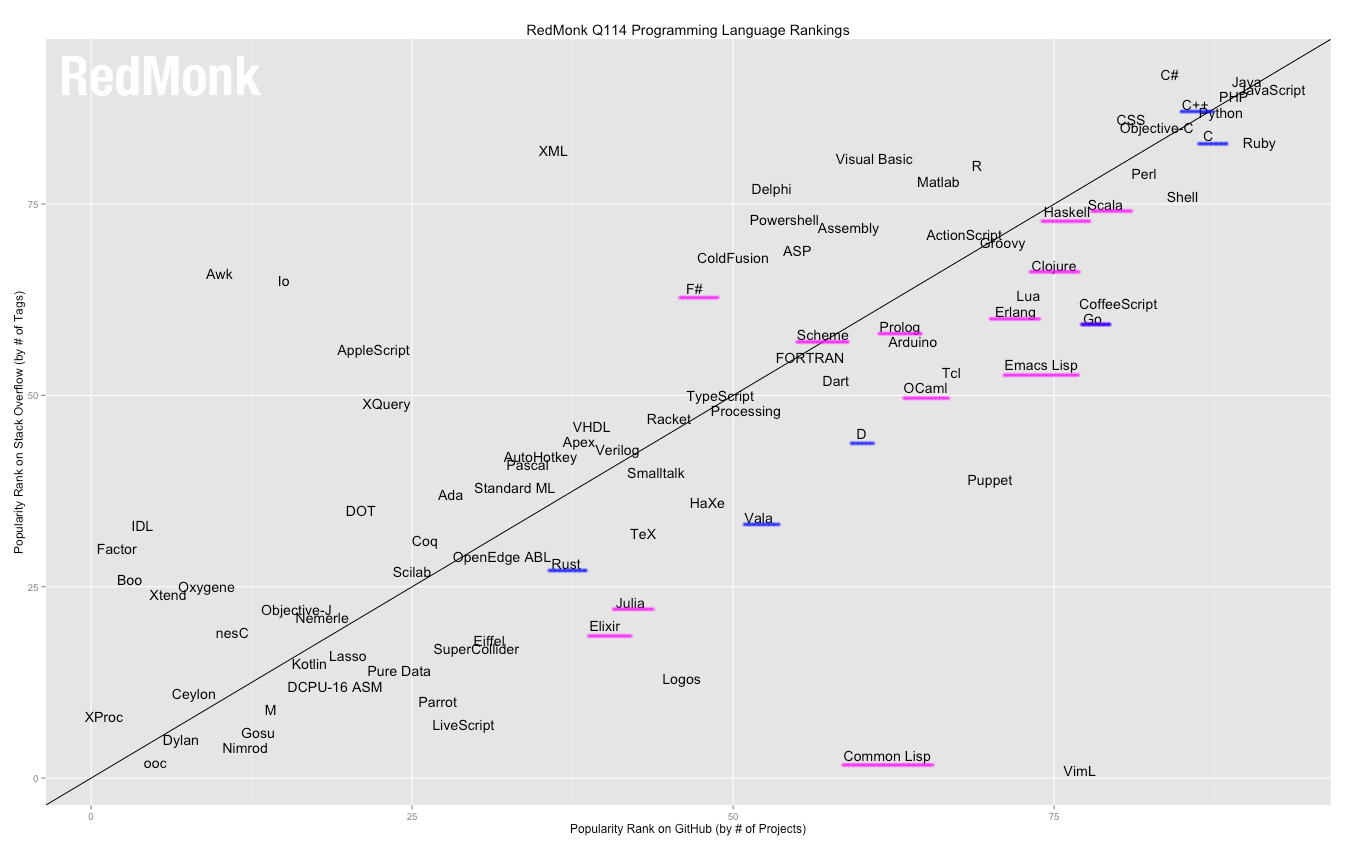 RedMonk Q114 Programming Language Rankings
RedMonk
C#
Java
JavaScript
PHP
C++
Python
CSS
Objective-C
C
Ruby
XML
Visual Basic
R
Perl
Matlab
Delphi
Shell
Scala
Haskell
75
Powershell
Assembly
ActionScript
Groovy
ASP
ColdFusion
Clojure
Awk
Io
F#
Lua
CoffeeScript
Erlang
Go
Prolog
Scheme
Arduino
AppleScript
FORTRAN
Emacs Lisp
Tcl
Dart
OCaml
50
TypeScript
XQuery
Processing
Racket
VHDL
D
Apex
Verilog
AutoHotkey
Pascal
Smalltalk
Puppet
Standard ML
Ada
HaXe
DOT
Vala
IDL
TeX
Coq
Factor
OpenEdge ABL
Rust
Scilab
Boo
Oxygene
25
Xtend
Julia
Objective-J
Nemerle
Elixir
nesC
Eiffel
SuperCollider
Lasso
Kotlin
Pure Data
Logos
DCPU-16 ASM
Ceylon
Parrot
M
XProc
LiveScript
Gosu
Dylan
Nimrod
Common Lisp
ooc
VimL
0
0
25
50
75
Popularity Rank on GitHub (by # of Projects)
Popularity Rank on Stack Overflow (by # of Tags)